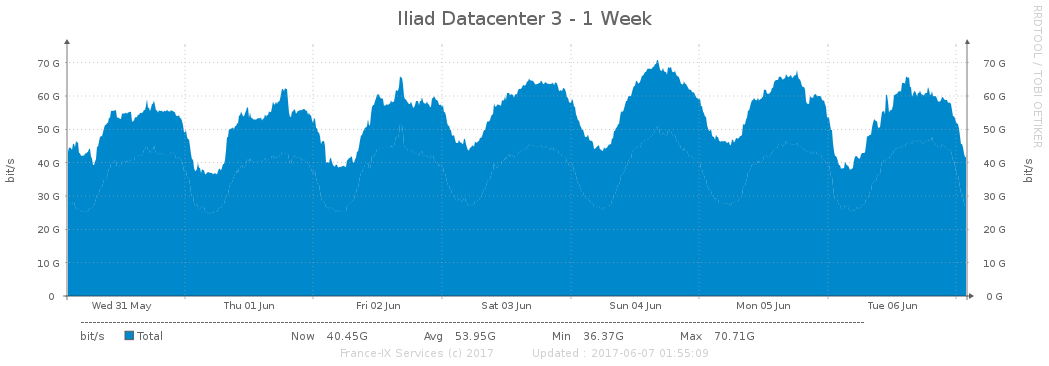 Iliad Datacenter 3 - 1 Week
RRDTOOL / TOBI OETIKER
bit/s
70 G
60 G
50 G
40 G
30 G
20 G
10 G
0
70 G
60 G
50 G
40 G
30 G
20 G
10 G
0 G
bit/s
Wed 31 May Thu 01 Jun Fri 02 Jun Sat 03 Jun Sun 04 Jun Mon 05 Jun Tue 06 Jun
bit/s Total Now 40.45G Avg 53.95G Min 36.37G Max 70.71G
France-IX Services (c) 2017 Updated : 2017-06-07 01:55:09